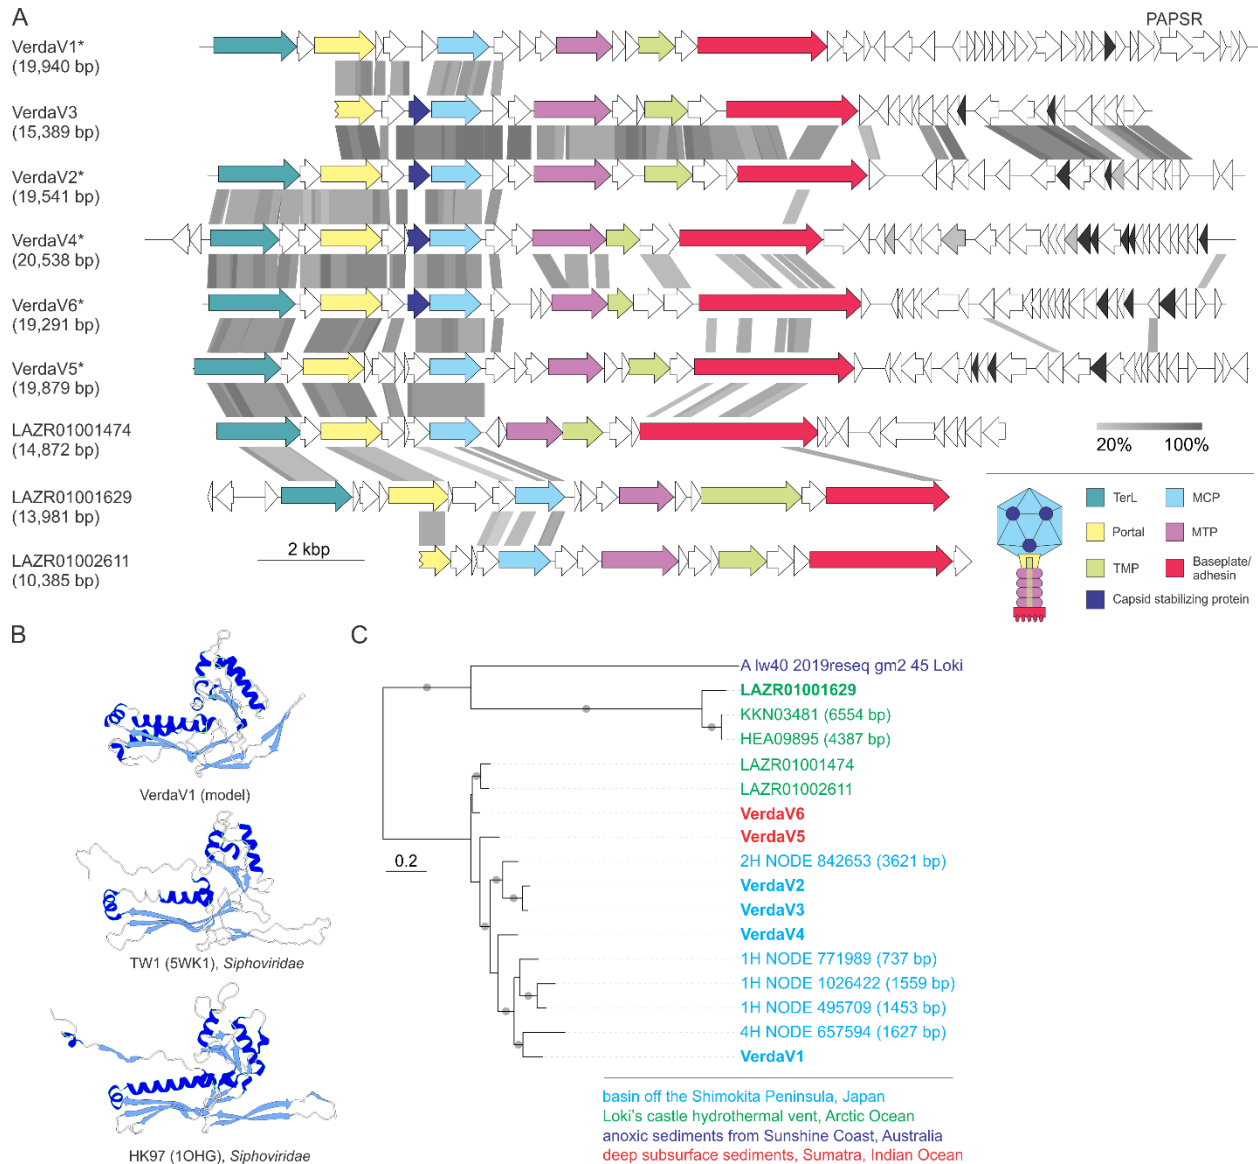 A
PAPSR
VerdaV1*
(19,940 bp)
VerdaV3
(15,389 bp)
VerdaV2*
(19,541 bp)
VerdaV4*
(20,538 bp)
VerdaV6*
(19,291 bp)
VerdaV5*
(19,879 bp)
LAZR01001474
(14,872 bp)
20% 100%
LAZR01001629
(13,981 bp)
LAZR01002611
(10,385 bp)
2 kbp
TerL MCP
Portal MTP
TMP Baseplate/
adhesin
Capsid stabilizing protein
B
VerdaV1 (model)
TW1 (5WK1), Siphoviridae
HK97 (1OHG), Siphoviridae
C
A lw40 2019reseq gm2 45 Loki
LAZR01001629
KKN03481 (6554 bp)
HEA09895 (4387 bp)
LAZR01001474
LAZR01002611
VerdaV6
VerdaV5
2H NODE 842653 (3621 bp)
VerdaV2
VerdaV3
VerdaV4
1H NODE 771989 (737 bp)
1H NODE 1026422 (1559 bp)
1H NODE 495709 (1453 bp)
4H NODE 657594 (1627 bp)
VerdaV1
0.2
basin off the Shimokita Peninsula, Japan
Loki's castle hydrothermal vent, Arctic Ocean
anoxic sediments from Sunshine Coast, Australia
deep subsurface sediments, Sumatra, Indian Ocean